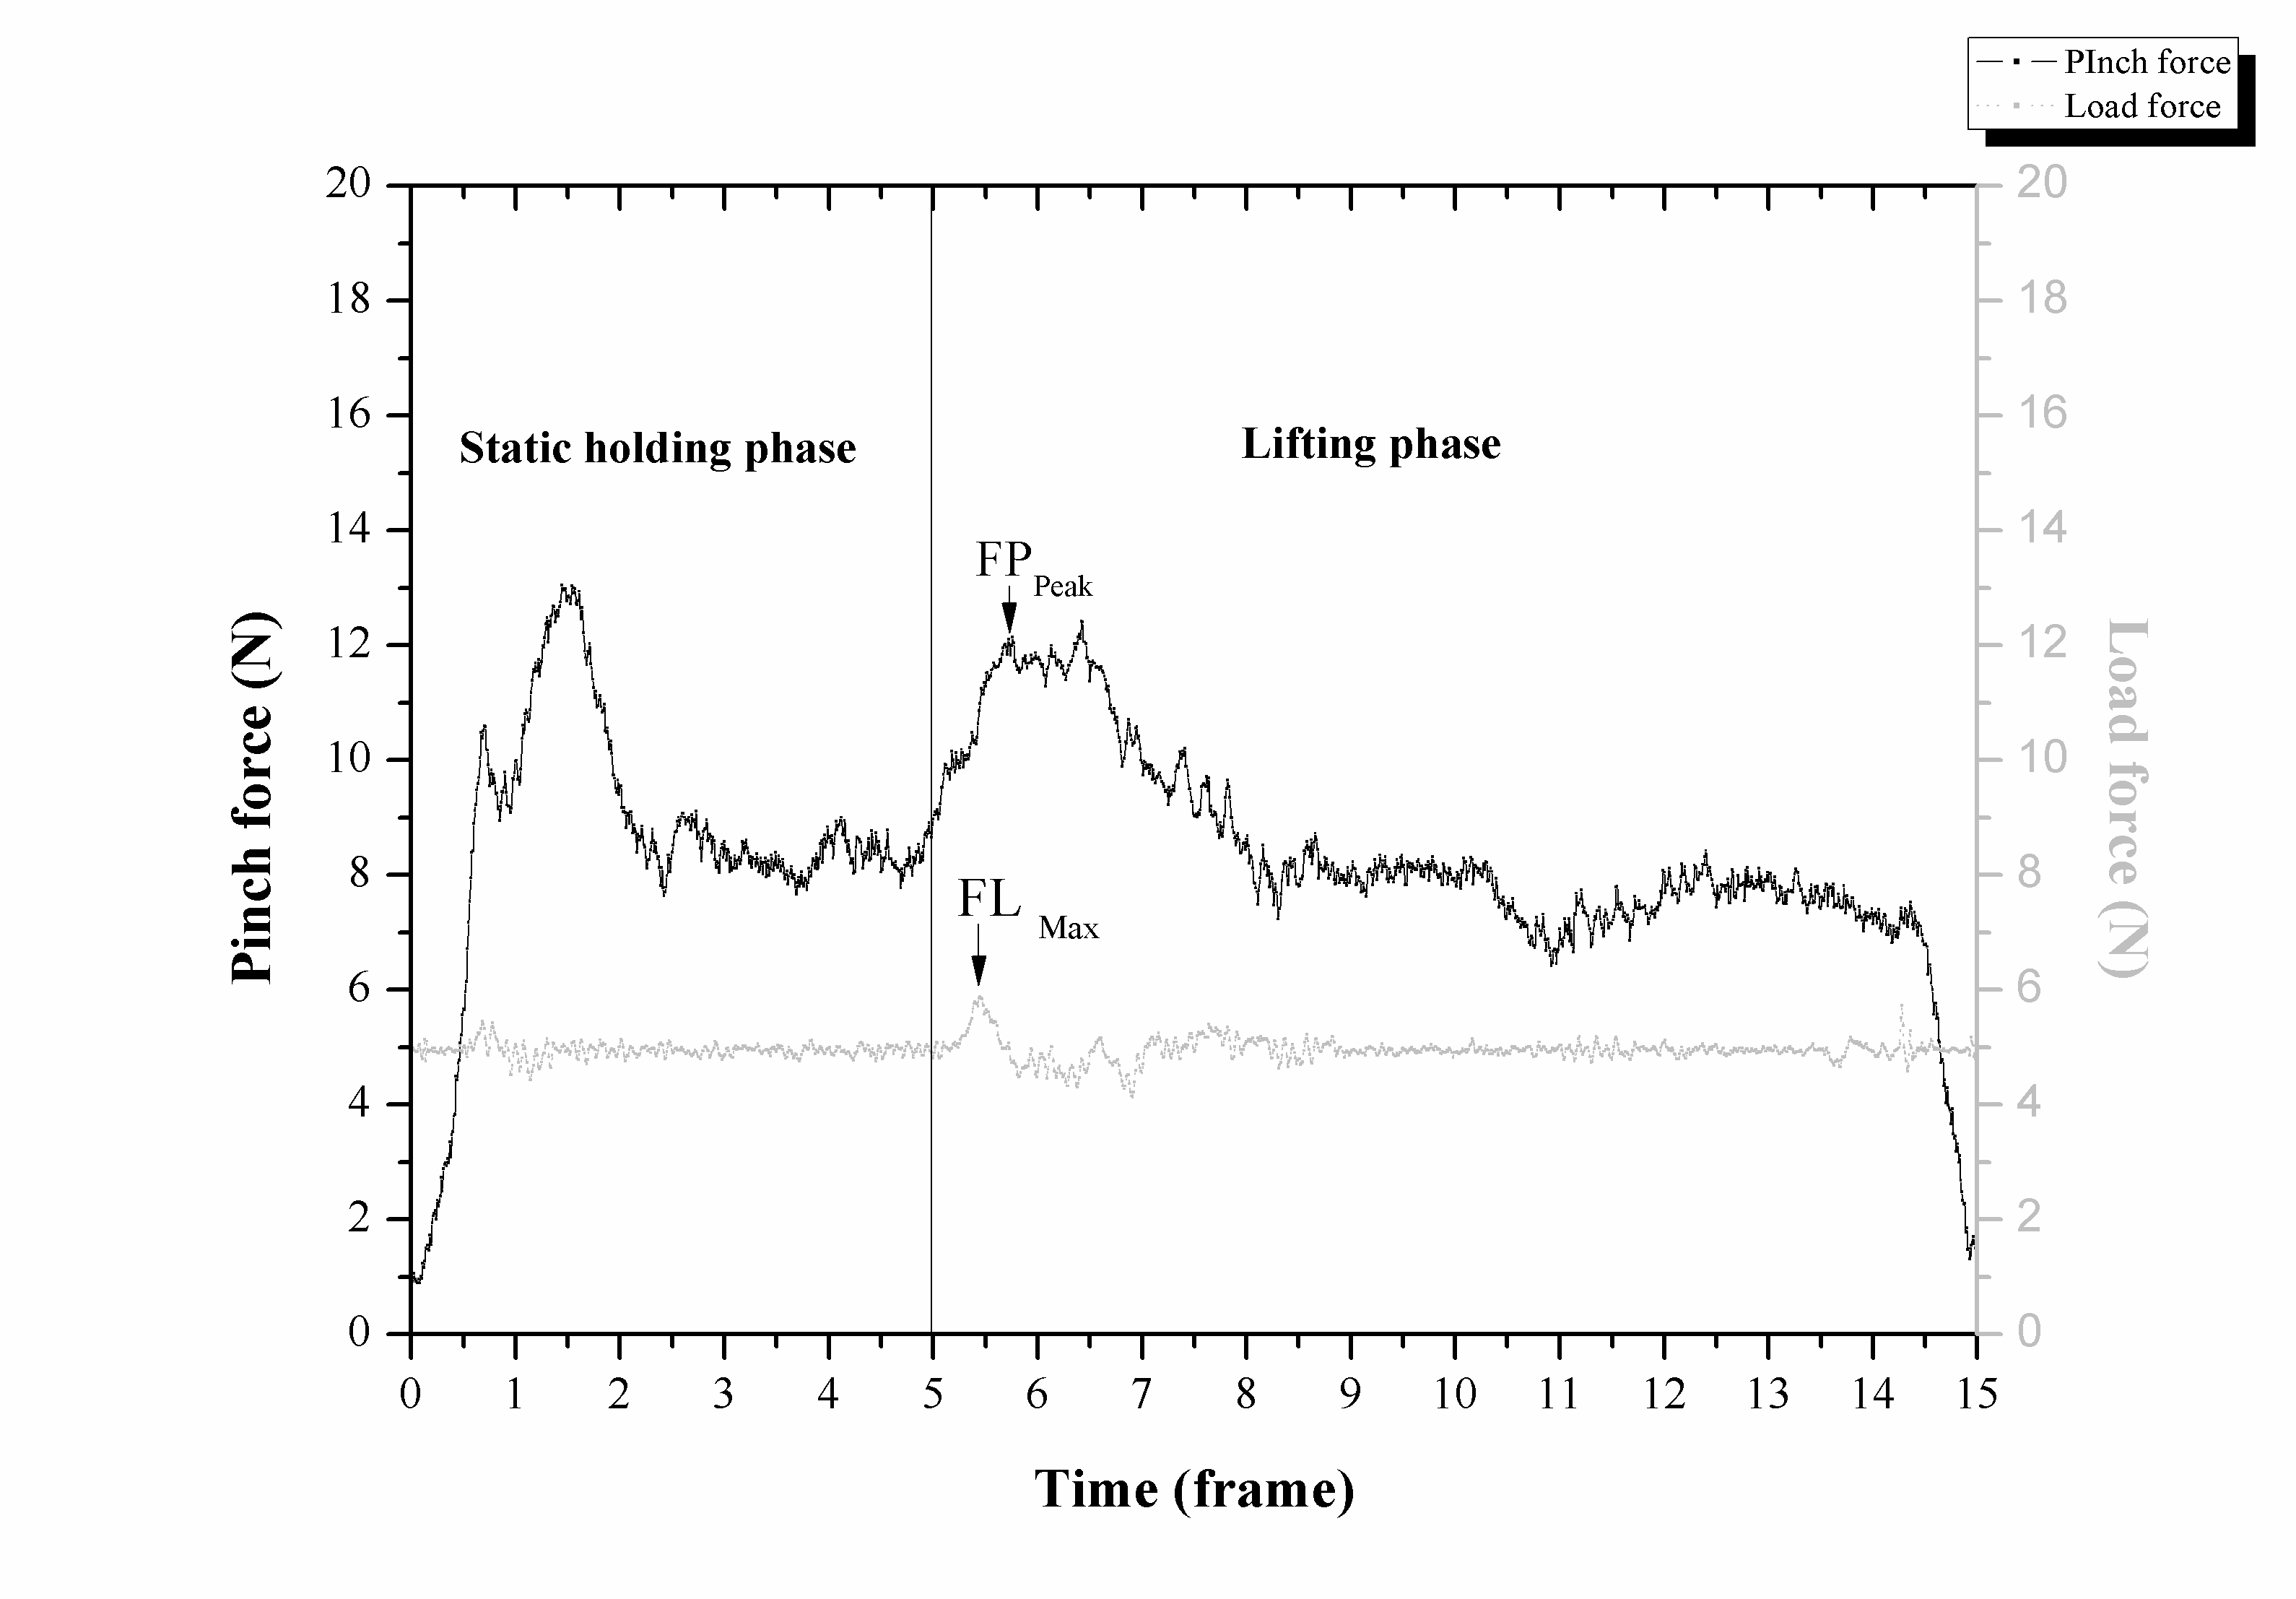 PInch force
Load force
20
18
16
14
12
10
8
6
4
2
0
Pinch force (N)
Static holding phase
Lifting phase
FP Peak
FL Max
20
18
16
14
12
10
8
6
4
2
0
Load force (N)
0 1 2 3 4 5 6 7 8 9 10 11 12 13 14 15
Time (frame)